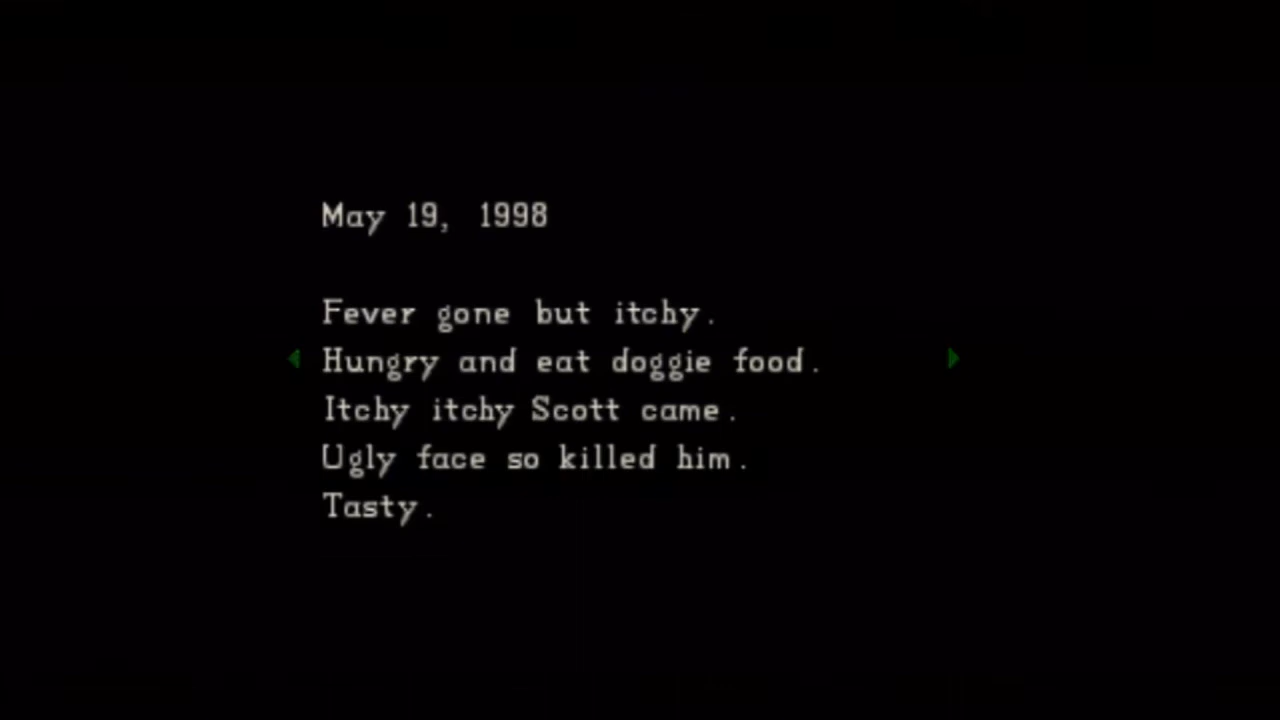 May 19, 1998
Fever gone but itchy.
Hungry and eat doggie food.
Itchy itchy Scott came.
Ugly face so killed him.
Tasty.